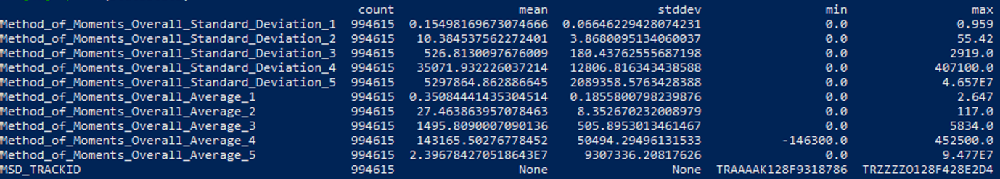 count mean stddev min max
Method_of_Moments_Overall_Standard_Deviation_1 994615 0.15498169673074666 0.06646229428074231 0.0 0.959
Method_of_Moments_Overall_Standard_Deviation_2 994615 10.384537562272401 3.8680095134060037 0.0 55.42
Method_of_Moments_Overall_Standard_Deviation_3 994615 526.8130097676009 180.43762555687198 0.0 2919.0
Method_of_Moments_Overall_Standard_Deviation_4 994615 35071.932226037214 12806.816343438588 0.0 407100.0
Method_of_Moments_Overall_Standard_Deviation_5 994615 5297864.862886645 2089358.5763428388 0.0 4.657E7
Method_of_Moments_Overall_Average_1 994615 0.35084441435304514 0.1855800798239876 0.0 2.647
Method_of_Moments_Overall_Average_2 994615 27.463863957078463 8.352670232008979 0.0 117.0
Method_of_Moments_Overall_Average_3 994615 1495.8090007090136 505.8953013461467 0.0 5834.0
Method_of_Moments_Overall_Average_4 994615 143165.50276778452 50494.29496131533 -146300.0 452500.0
Method_of_Moments_Overall_Average_5 994615 2.396784270518643E7 9307336.20817626 0.0 9.477E7
MSD_TRACKID 994615 None None TRAAAAK128F9318786 TRZZZZO128F428E2D4